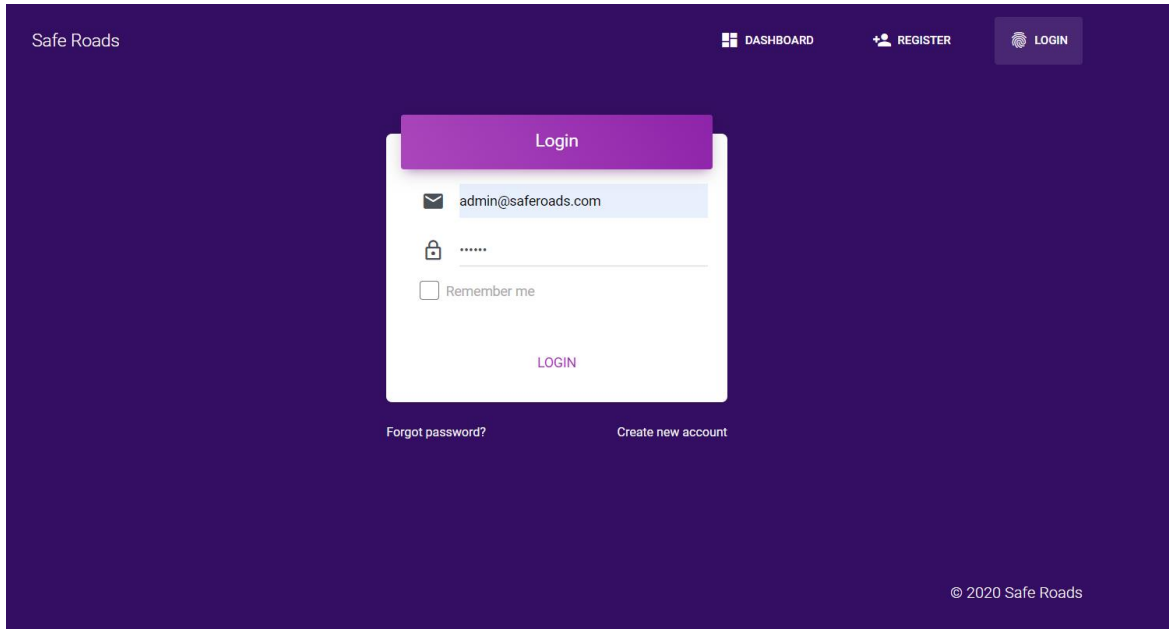 Safe Roads
DASHBOARD
REGISTER
LOGIN
Login
admin@saferoads.com
••••••
Remember me
LOGIN
Forgot password?
Create new account
© 2020 Safe Roads